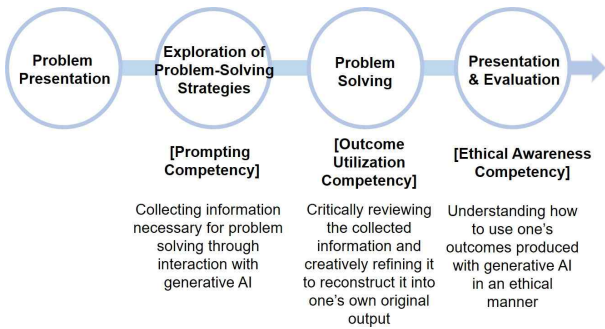 Problem
Presentation
Exploration of
Problem-Solving
Strategies
Problem
Solving
Presentation
& Evaluation
[Prompting
Competency]
Collecting information
necessary for problem
solving through
interaction with
generative AI
[Outcome
Utilization
Competency]
Critically reviewing
the collected
information and
creatively refining it
to reconstruct it into
one’s own original
output
[Ethical Awareness
Competency]
Understanding how
to use one’s
outcomes produced
with generative AI
in an ethical
manner